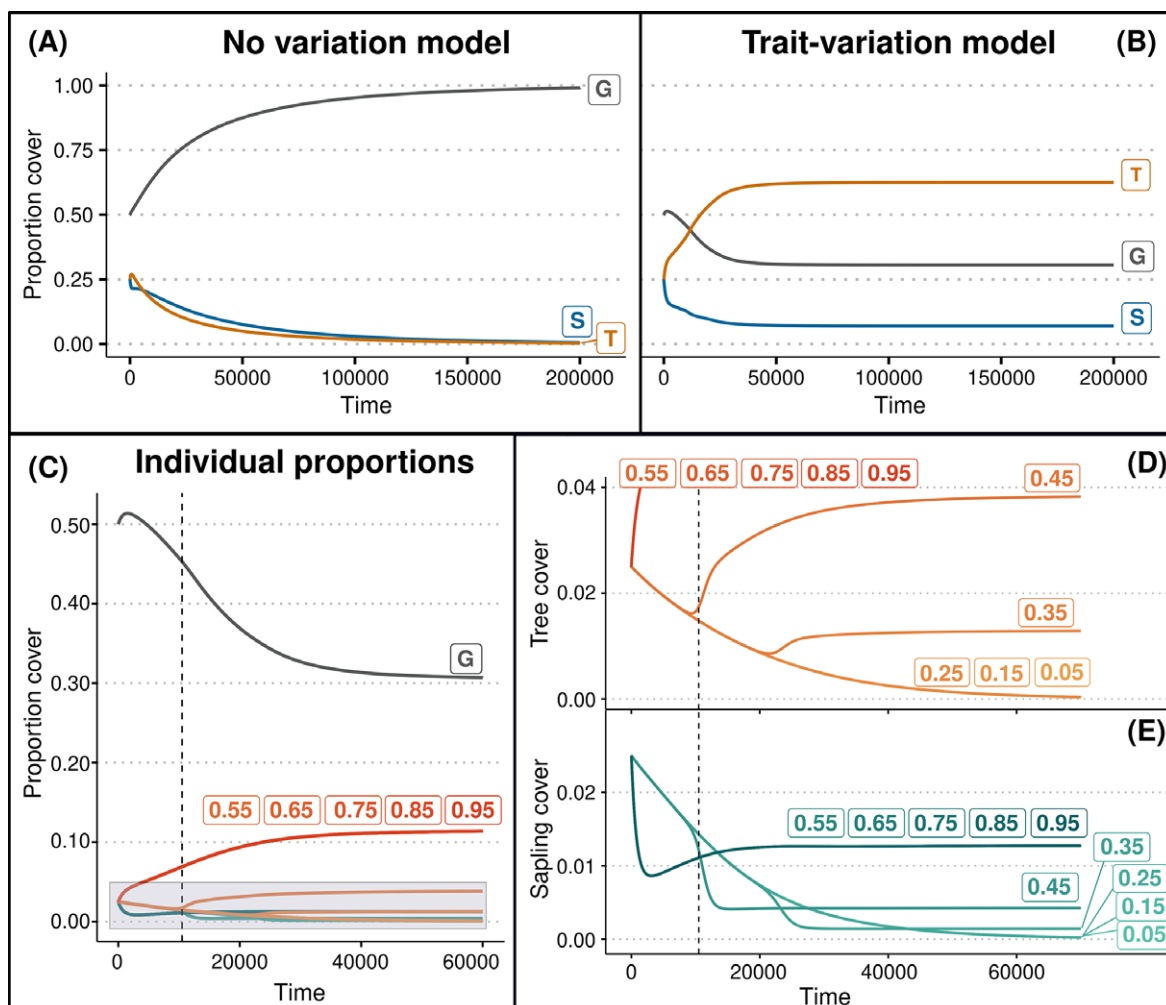 (A) No variation model
Proportion cover
1.00
0.75
0.50
0.25
0.00
G
S
T
0 50000 100000 150000 200000
Time
Trait-variation model (B)
T
G
S
0 50000 100000 150000 200000
Time
(C) Individual proportions
Proportion cover
0.50
0.40
0.30
0.20
0.10
0.00
G
0.55 0.65 0.75 0.85 0.95
0 20000 40000 60000
Time
(D)
Tree cover
0.04
0.02
0.00
0.55 0.65 0.75 0.85 0.95
0.45
0.35
0.25 0.15 0.05
(E)
Sapling cover
0.02
0.01
0.00
0.55 0.65 0.75 0.85 0.95
0.35
0.45
0.25
0.15
0.05
0 20000 40000 60000
Time